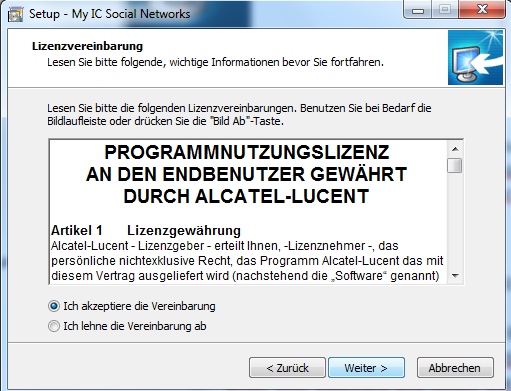 Setup - My IC Social Networks
Lizenzvereinbarung
Lesen Sie bitte folgende, wichtige Informationen bevor Sie fortfahren.
Lesen Sie bitte die folgenden Lizenzvereinbarungen. Benutzen Sie bei Bedarf die
Bildlaufleiste oder drücken Sie die "Bild Ab"-Taste.
PROGRAMMNUTZUNGSLIZENZ
AN DEN ENDBENUTZER GEWÄHRT
DURCH ALCATEL-LUCENT
Artikel 1 Lizenzgewährung
Alcatel-Lucent - Lizenzgeber - erteilt Ihnen, -Lizenznehmer -, das
persönliche nichtexklusive Recht, das Programm Alcatel-Lucent das mit
diesem Vertrag ausgeliefert wird (nachstehend die „Software" genannt)
Ich akzeptiere die Vereinbarung
Ich lehne die Vereinbarung ab
< Zurück
Weiter >
Abbrechen